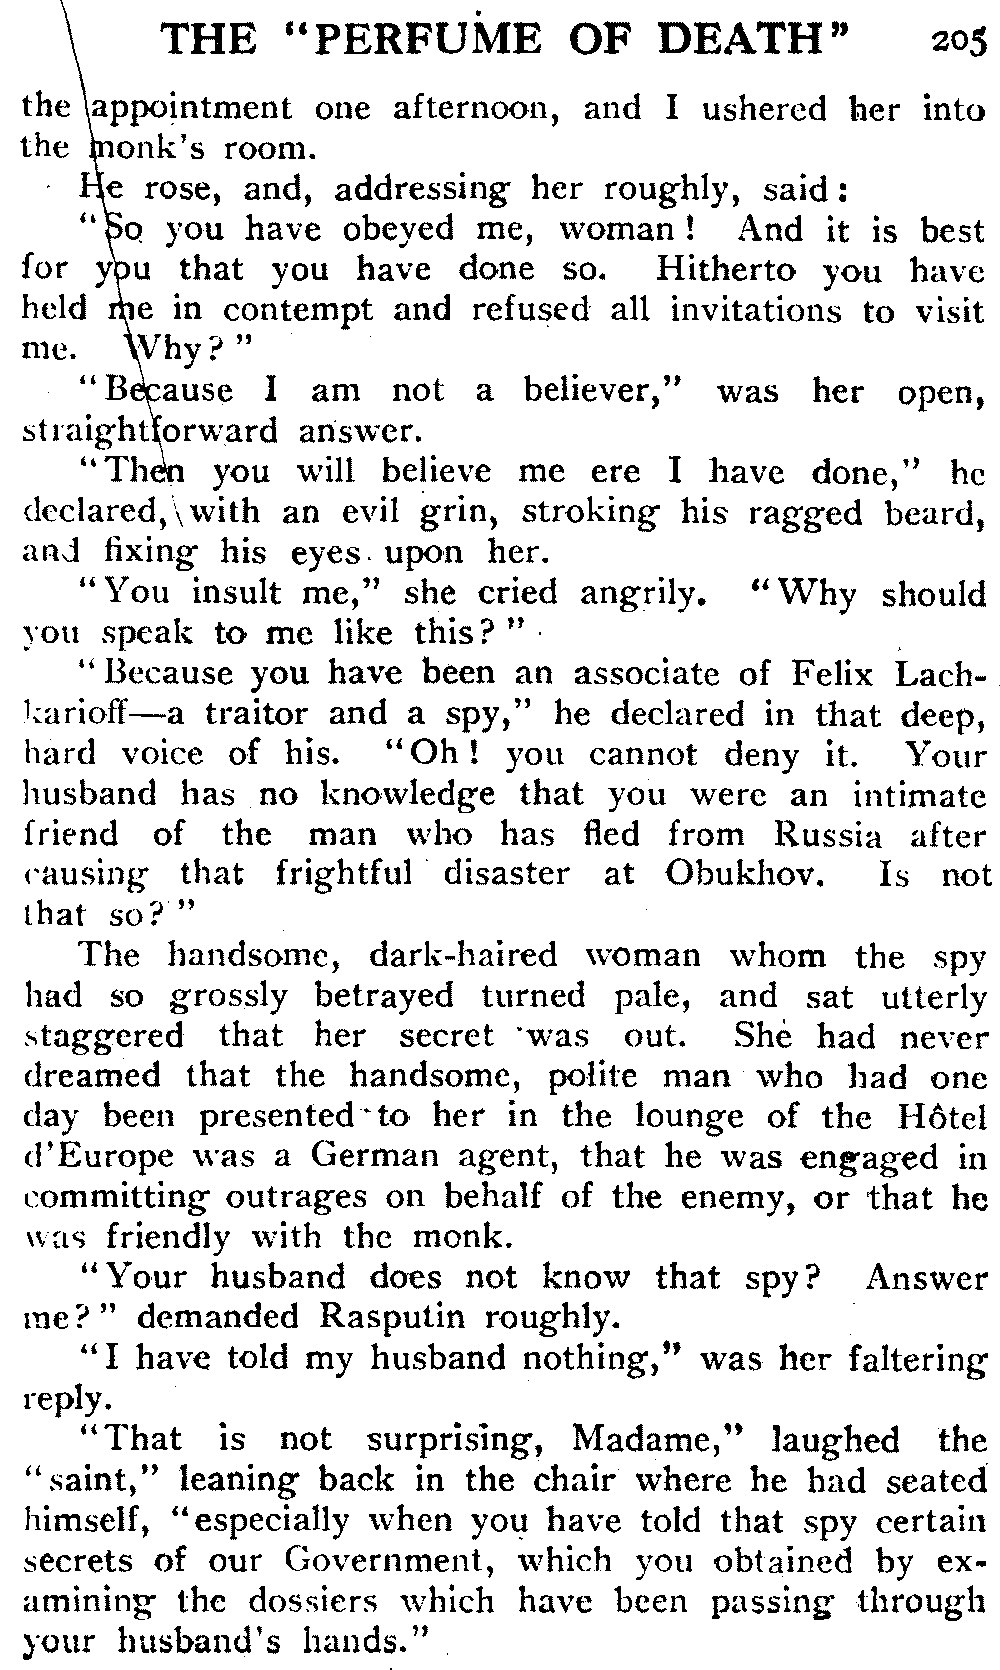 THE "PERFUME OF DEATH" 205
the appointment one afternoon, and I ushered her into
the monk's room.
He rose, and, addressing her roughly, said:
"So you have obeyed me, woman! And it is best
for you that you have done so. Hitherto you have
held me in contempt and refused all invitations to visit
me. Why?"
"Because I am not a believer," was her open,
straightforward answer.
"Then you will believe me ere I have done," he
declared, with an evil grin, stroking his ragged beard,
and fixing his eyes upon her.
"You insult me," she cried angrily. "Why should
you speak to me like this?"
"Because you have been an associate of Felix Lach-
karioff—a traitor and a spy," he declared in that deep,
hard voice of his. "Oh! you cannot deny it. Your
husband has no knowledge that you were an intimate
friend of the man who has fled from Russia after
causing that frightful disaster at Obukhov. Is not
that so?"
The handsome, dark-haired woman whom the spy
had so grossly betrayed turned pale, and sat utterly
staggered that her secret was out. She had never
dreamed that the handsome, polite man who had one
day been presented to her in the lounge of the Hôtel
d'Europe was a German agent, that he was engaged in
committing outrages on behalf of the enemy, or that he
was friendly with the monk.
"Your husband does not know that spy? Answer
me?" demanded Rasputin roughly.
"I have told my husband nothing," was her faltering
reply.
"That is not surprising, Madame," laughed the
"saint," leaning back in the chair where he had seated
himself, "especially when you have told that spy certain
secrets of our Government, which you obtained by ex-
amining the dossiers which have been passing through
your husband's hands."